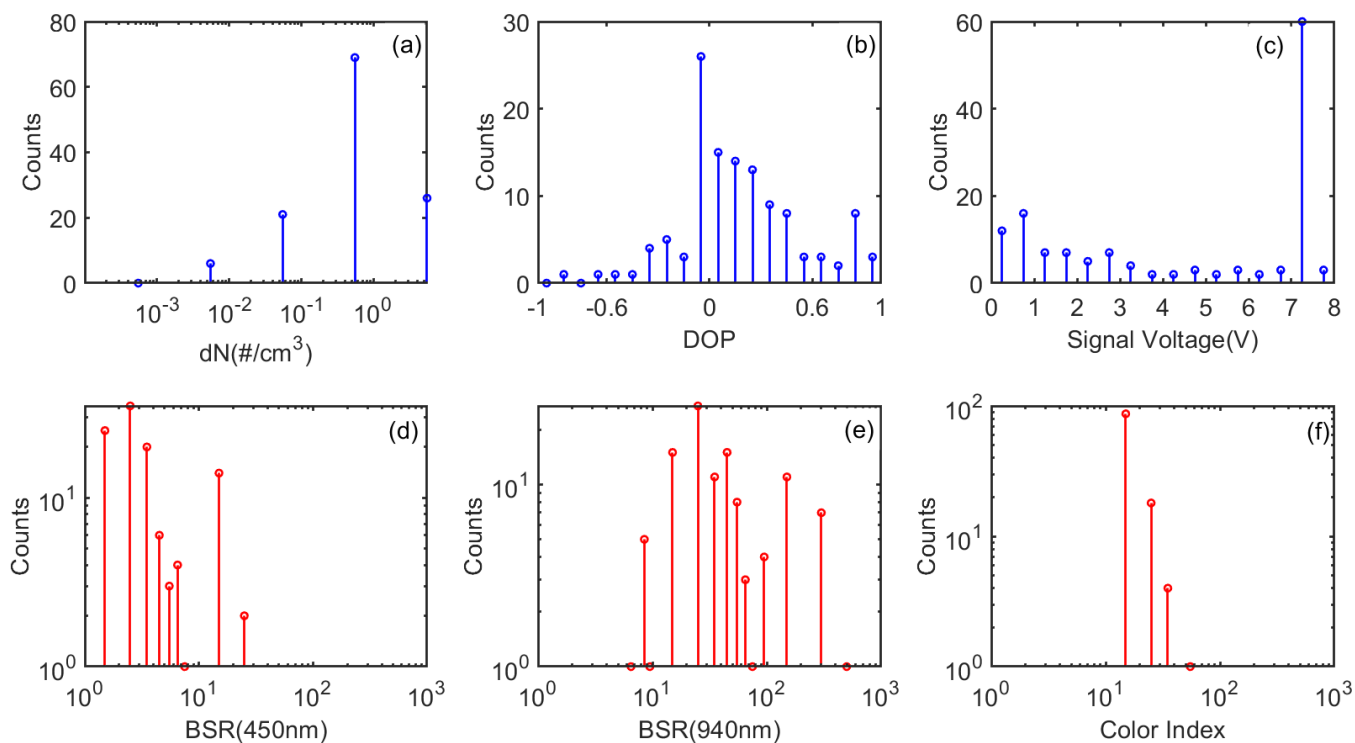 (a)
80
60
40
20
0
Counts
10^-3 10^-2 10^-1 10^0
dN(#/cm^3)
(b)
30
20
10
0
Counts
-1 -0.6 0 0.6 1
DOP
(c)
60
40
20
0
Counts
0 1 2 3 4 5 6 7 8
Signal Voltage(V)
(d)
10^1
10^0
Counts
10^0 10^1 10^2 10^3
BSR(450nm)
(e)
10^1
10^0
Counts
10^0 10^1 10^2 10^3
BSR(940nm)
(f)
10^2
10^1
10^0
Counts
10^0 10^1 10^2 10^3
Color Index